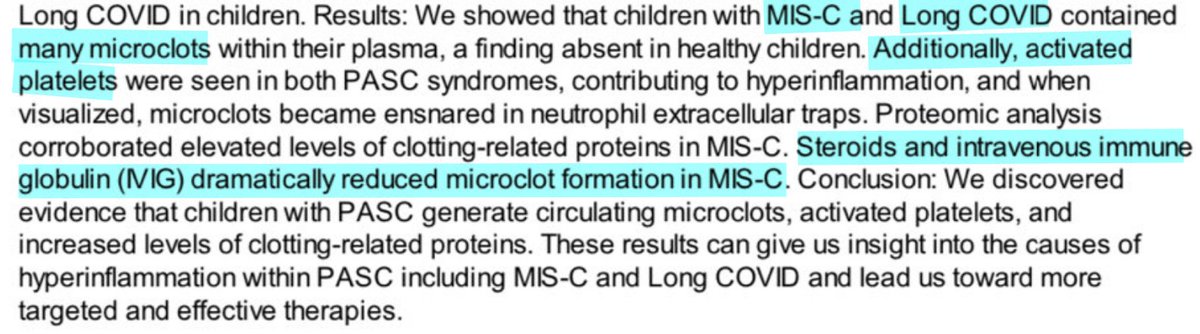 Long COVID in children. Results: We showed that children with MIS-C and Long COVID contained
many microclots within their plasma, a finding absent in healthy children. Additionally, activated
platelets were seen in both PASC syndromes, contributing to hyperinflammation, and when
visualized, microclots became ensnared in neutrophil extracellular traps. Proteomic analysis
corroborated elevated levels of clotting-related proteins in MIS-C. Steroids and intravenous immune
globulin (IVIG) dramatically reduced microclot formation in MIS-C. Conclusion: We discovered
evidence that children with PASC generate circulating microclots, activated platelets, and
increased levels of clotting-related proteins. These results can give us insight into the causes of
hyperinflammation within PASC including MIS-C and Long COVID and lead us toward more
targeted and effective therapies.